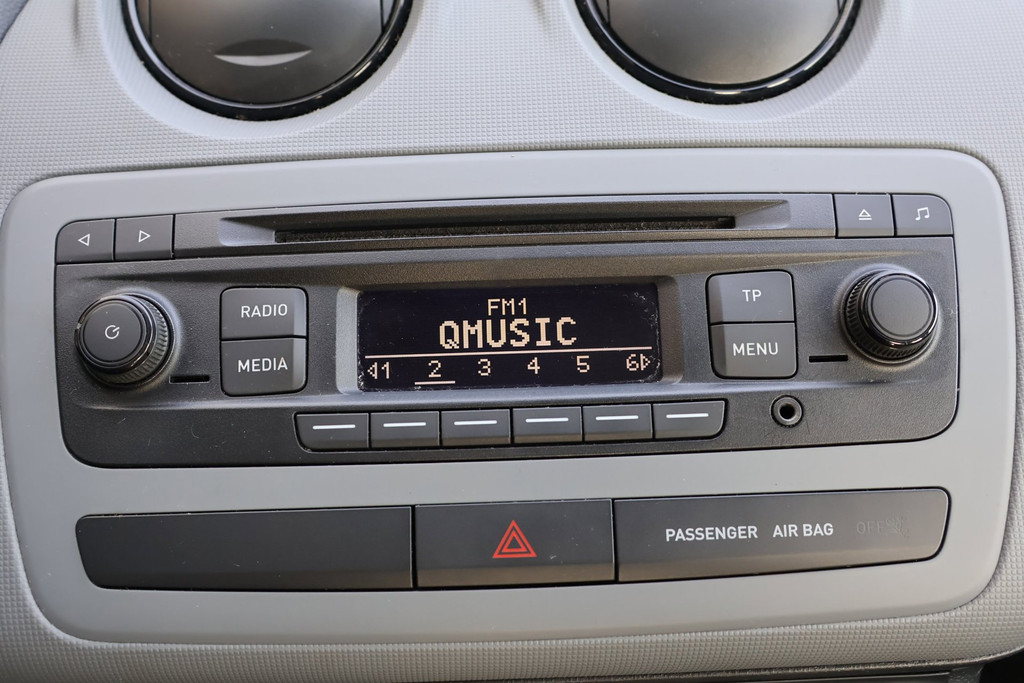 RADIO
MEDIA
FM1
QMUSIC
1 2 3 4 5 6
TP
MENU
PASSENGER AIR BAG OFF